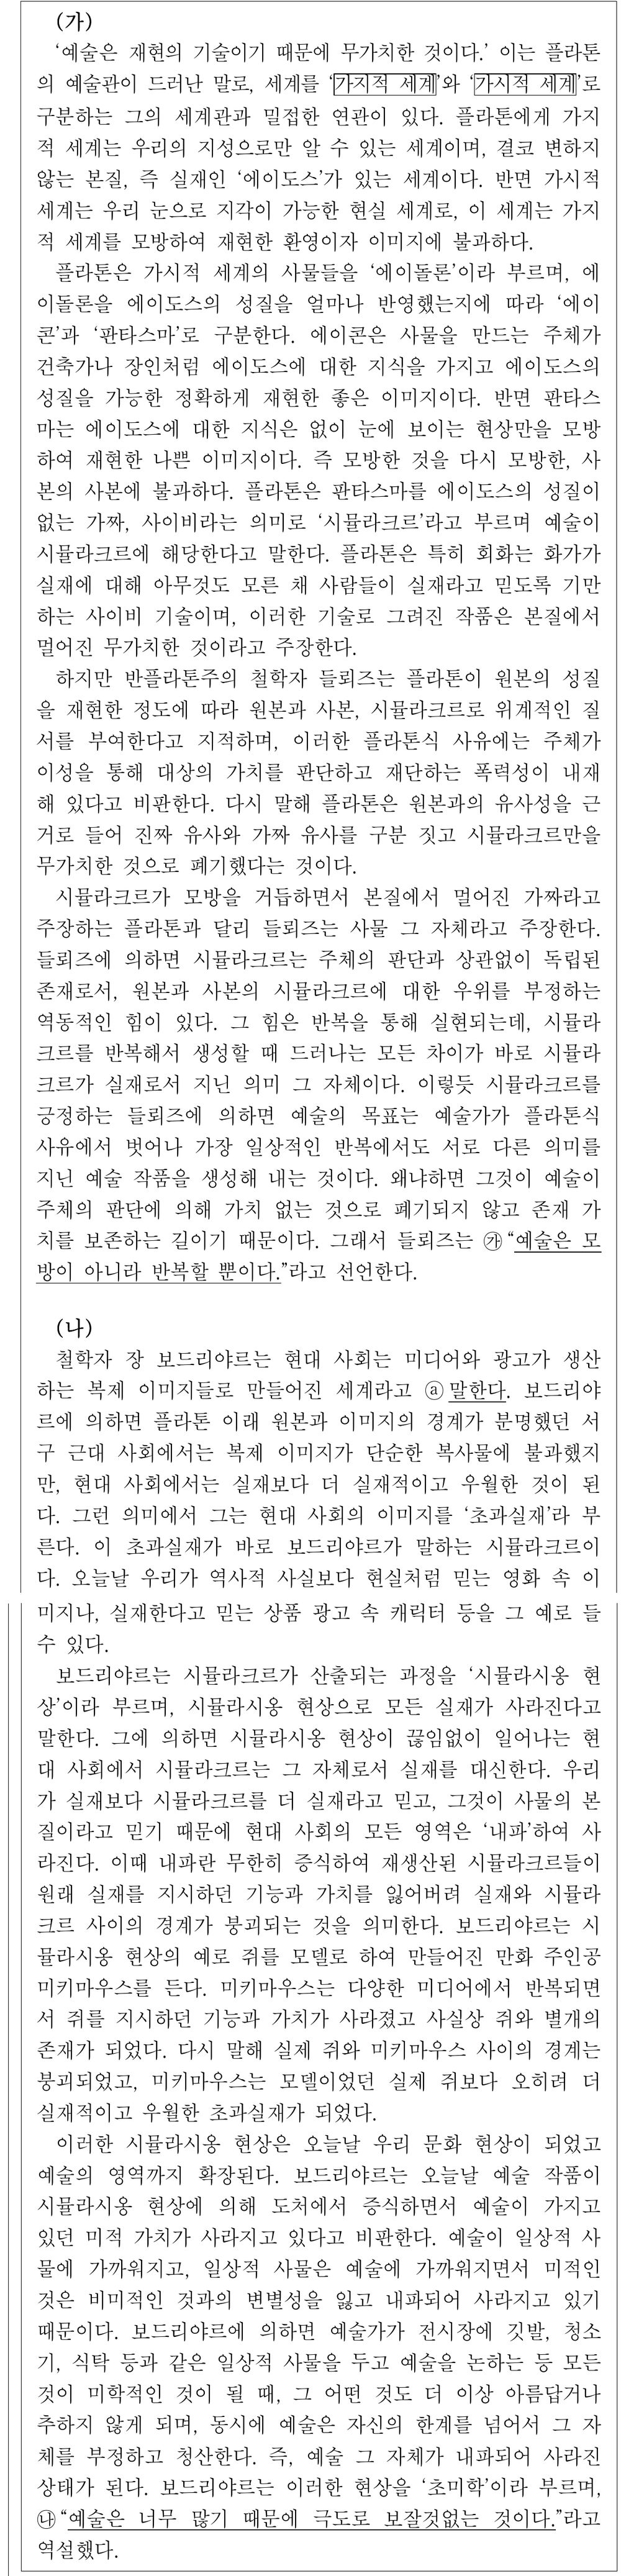 (가)
‘예술은 재현의 기술이기 때문에 무가치한 것이다.’ 이는 플라톤
의 예술관이 드러난 말로, 세계를 ‘가지적 세계’와 ‘가시적 세계’로
구분하는 그의 세계관과 밀접한 연관이 있다. 플라톤에게 가지
적 세계는 우리의 지성으로만 알 수 있는 세계이며, 결코 변하지
않는 본질, 즉 실재인 ‘에이도스’가 있는 세계이다. 반면 가시적
세계는 우리 눈으로 지각이 가능한 현실 세계로, 이 세계는 가지
적 세계를 모방하여 재현한 환영이자 이미지에 불과하다.
플라톤은 가시적 세계의 사물들을 ‘에이돌론’이라 부르며, 에
이돌론을 에이도스의 성질을 얼마나 반영했는지에 따라 ‘에이
콘’과 ‘판타스마’로 구분한다. 에이콘은 사물을 만드는 주체가
건축가나 장인처럼 에이도스에 대한 지식을 가지고 에이도스의
성질을 가능한 정확하게 재현한 좋은 이미지이다. 반면 판타스
마는 에이도스에 대한 지식은 없이 눈에 보이는 현상만을 모방
하여 재현한 나쁜 이미지이다. 즉 모방한 것을 다시 모방한, 사
본의 사본에 불과하다. 플라톤은 판타스마를 에이도스의 성질이
없는 가짜, 사이비라는 의미로 ‘시뮬라크르’라고 부르며 예술이
시뮬라크르에 해당한다고 말한다. 플라톤은 특히 회화는 화가가
실재에 대해 아무것도 모른 채 사람들이 실재라고 믿도록 기만
하는 사이비 기술이며, 이러한 기술로 그려진 작품은 본질에서
멀어진 무가치한 것이라고 주장한다.
하지만 반플라톤주의 철학자 들뢰즈는 플라톤이 원본의 성질
을 재현한 정도에 따라 원본과 사본, 시뮬라크르로 위계적인 질
서를 부여한다고 지적하며, 이러한 플라톤식 사유에는 주체가
이성을 통해 대상의 가치를 판단하고 재단하는 폭력성이 내재
해 있다고 비판한다. 다시 말해 플라톤은 원본과의 유사성을 근
거로 들어 진짜 유사와 가짜 유사를 구분 짓고 시뮬라크르만을
무가치한 것으로 폐기했다는 것이다.
시뮬라크르가 모방을 거듭하면서 본질에서 멀어진 가짜라고
주장하는 플라톤과 달리 들뢰즈는 사물 그 자체라고 주장한다.
들뢰즈에 의하면 시뮬라크르는 주체의 판단과 상관없이 독립된
존재로서, 원본과 사본의 시뮬라크르에 대한 우위를 부정하는
역동적인 힘이 있다. 그 힘은 반복을 통해 실현되는데, 시뮬라
크르를 반복해서 생성할 때 드러나는 모든 차이가 바로 시뮬라
크르가 실재로서 지닌 의미 그 자체이다. 이렇듯 시뮬라크르를
긍정하는 들뢰즈에 의하면 예술의 목표는 예술가가 플라톤식
사유에서 벗어나 가장 일상적인 반복에서도 서로 다른 의미를
지닌 예술 작품을 생성해 내는 것이다. 왜냐하면 그것이 예술이
주체의 판단에 의해 가치 없는 것으로 폐기되지 않고 존재 가
치를 보존하는 길이기 때문이다. 그래서 들뢰즈는 ㉮“예술은 모
방이 아니라 반복할 뿐이다.”라고 선언한다.
(나)
철학자 장 보드리야르는 현대 사회는 미디어와 광고가 생산
하는 복제 이미지들로 만들어진 세계라고 ⓐ말한다. 보드리야
르에 의하면 플라톤 이래 원본과 이미지의 경계가 분명했던 서
구 근대 사회에서는 복제 이미지가 단순한 복사물에 불과했지
만, 현대 사회에서는 실재보다 더 실재적이고 우월한 것이 된
다. 그런 의미에서 그는 현대 사회의 이미지를 ‘초과실재’라 부
른다. 이 초과실재가 바로 보드리야르가 말하는 시뮬라크르이
다. 오늘날 우리가 역사적 사실보다 현실처럼 믿는 영화 속 이
미지나, 실재한다고 믿는 상품 광고 속 캐릭터 등을 그 예로 들
수 있다.
보드리야르는 시뮬라크르가 산출되는 과정을 ‘시뮬라시옹 현
상’이라 부르며, 시뮬라시옹 현상으로 모든 실재가 사라진다고
말한다. 그에 의하면 시뮬라시옹 현상이 끊임없이 일어나는 현
대 사회에서 시뮬라크르는 그 자체로서 실재를 대신한다. 우리
가 실재보다 시뮬라크르를 더 실재라고 믿고, 그것이 사물의 본
질이라고 믿기 때문에 현대 사회의 모든 영역은 ‘내파’하여 사
라진다. 이때 내파란 무한히 증식하여 재생산된 시뮬라크르들이
원래 실재를 지시하던 기능과 가치를 잃어버려 실재와 시뮬라
크르 사이의 경계가 붕괴되는 것을 의미한다. 보드리야르는 시
뮬라시옹 현상의 예로 쥐를 모델로 하여 만들어진 만화 주인공
미키마우스를 든다. 미키마우스는 다양한 미디어에서 반복되면
서 쥐를 지시하던 기능과 가치가 사라졌고 사실상 쥐와 별개의
존재가 되었다. 다시 말해 실제 쥐와 미키마우스 사이의 경계는
붕괴되었고, 미키마우스는 모델이었던 실제 쥐보다 오히려 더
실재적이고 우월한 초과실재가 되었다.
이러한 시뮬라시옹 현상은 오늘날 우리 문화 현상이 되었고
예술의 영역까지 확장된다. 보드리야르는 오늘날 예술 작품이
시뮬라시옹 현상에 의해 도처에서 증식하면서 예술이 가지고
있던 미적 가치가 사라지고 있다고 비판한다. 예술이 일상적 사
물에 가까워지고, 일상적 사물은 예술에 가까워지면서 미적인
것은 비미적인 것과의 변별성을 잃고 내파되어 사라지고 있기
때문이다. 보드리야르에 의하면 예술가가 전시장에 깃발, 청소
기, 식탁 등과 같은 일상적 사물을 두고 예술을 논하는 등 모든
것이 미학적인 것이 될 때, 그 어떤 것도 더 이상 아름답거나
추하지 않게 되며, 동시에 예술은 자신의 한계를 넘어서 그 자
체를 부정하고 청산한다. 즉, 예술 그 자체가 내파되어 사라진
상태가 된다. 보드리야르는 이러한 현상을 ‘초미학’이라 부르며,
㉯“예술은 너무 많기 때문에 극도로 보잘것없는 것이다.”라고
역설했다.